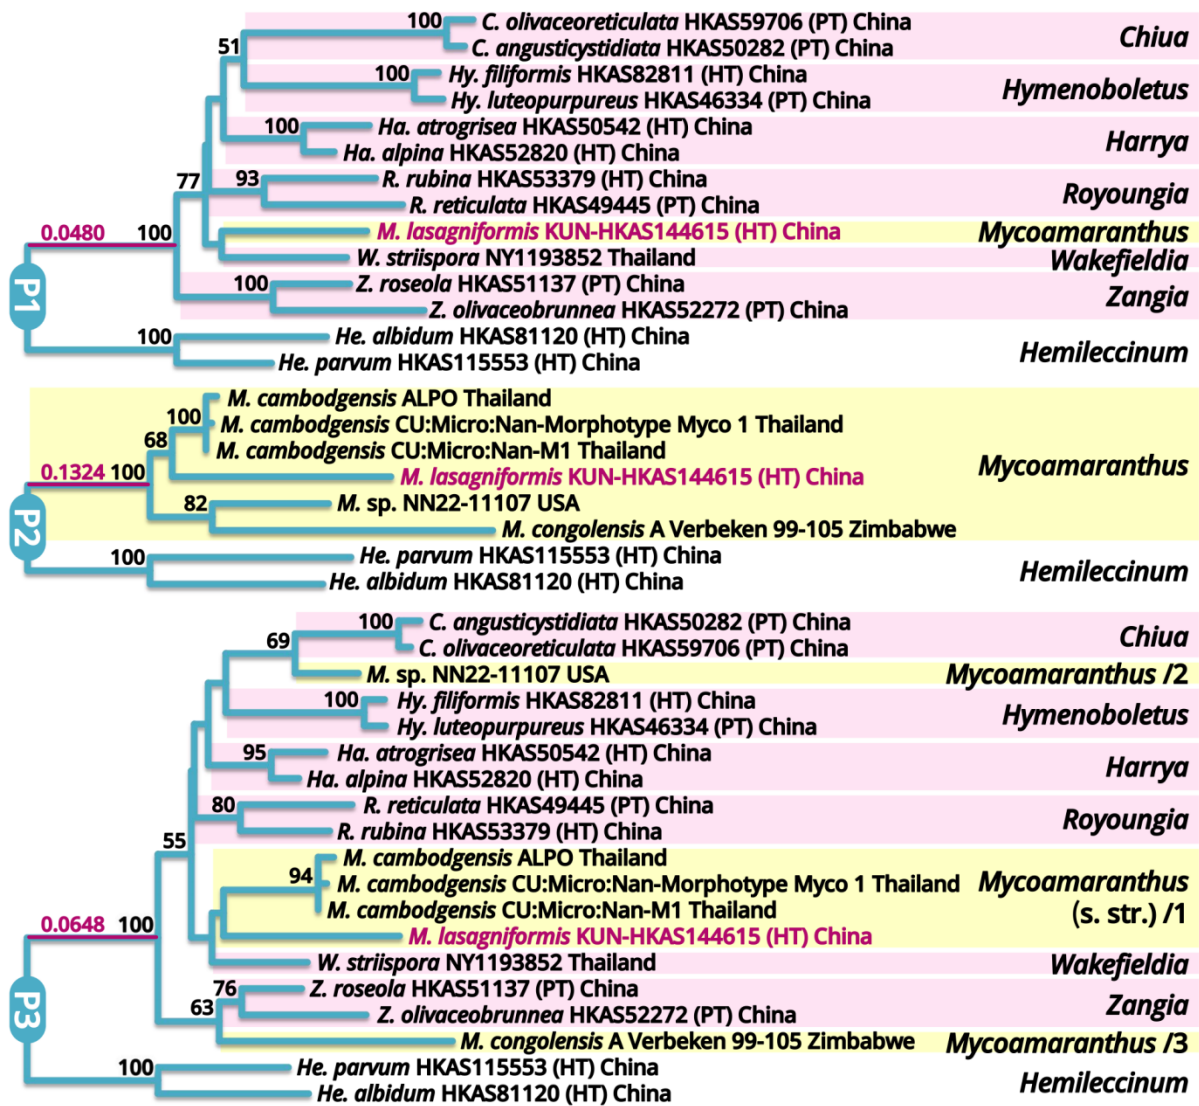 100 C. olivaceoreticulata HKAS59706 (PT) China
51 C. angusticystidiata HKAS50282 (PT) China
Chiua
100 Hy. filiformis HKAS82811 (HT) China
Hy. luteopurpureus HKAS46334 (PT) China
Hymenoboletus
100 Ha. atrogrisea HKAS50542 (HT) China
Ha. alpina HKAS52820 (HT) China
Harrya
77 93 R. rubina HKAS53379 (HT) China
R. reticulata HKAS49445 (PT) China
Royoungia
0.0480 100 M. lasagniformis KUN-HKAS144615 (HT) China
Mycoamaranthus
W. striispora NY1193852 Thailand
Wakefieldia
100 Z. roseola HKAS51137 (PT) China
Z. olivaceobrunnea HKAS52272 (PT) China
Zangia
P1
100 He. albidum HKAS81120 (HT) China
He. parvum HKAS115553 (HT) China
Hemileccinum
M. cambodgensis ALPO Thailand
100 M. cambodgensis CU:Micro:Nan-Morphotype Myco 1 Thailand
68 M. cambodgensis CU:Micro:Nan-M1 Thailand
Mycoamaranthus
0.1324 100 M. lasagniformis KUN-HKAS144615 (HT) China
82 M. sp. NN22-11107 USA
M. congolensis A Verbeken 99-105 Zimbabwe
P2
100 He. parvum HKAS115553 (HT) China
He. albidum HKAS81120 (HT) China
Hemileccinum
100 C. angusticystidiata HKAS50282 (PT) China
69 C. olivaceoreticulata HKAS59706 (PT) China
Chiua
M. sp. NN22-11107 USA
Mycoamaranthus /2
100 Hy. filiformis HKAS82811 (HT) China
Hy. luteopurpureus HKAS46334 (PT) China
Hymenoboletus
95 Ha. atrogrisea HKAS50542 (HT) China
Ha. alpina HKAS52820 (HT) China
Harrya
80 R. reticulata HKAS49445 (PT) China
55 R. rubina HKAS53379 (HT) China
Royoungia
M. cambodgensis ALPO Thailand
94 M. cambodgensis CU:Micro:Nan-Morphotype Myco 1 Thailand
M. cambodgensis CU:Micro:Nan-M1 Thailand
Mycoamaranthus
(s. str.) /1
0.0648 100 M. lasagniformis KUN-HKAS144615 (HT) China
W. striispora NY1193852 Thailand
Wakefieldia
76 Z. roseola HKAS51137 (PT) China
63 Z. olivaceobrunnea HKAS52272 (PT) China
Zangia
P3
M. congolensis A Verbeken 99-105 Zimbabwe
Mycoamaranthus /3
100 He. parvum HKAS115553 (HT) China
He. albidum HKAS81120 (HT) China
Hemileccinum